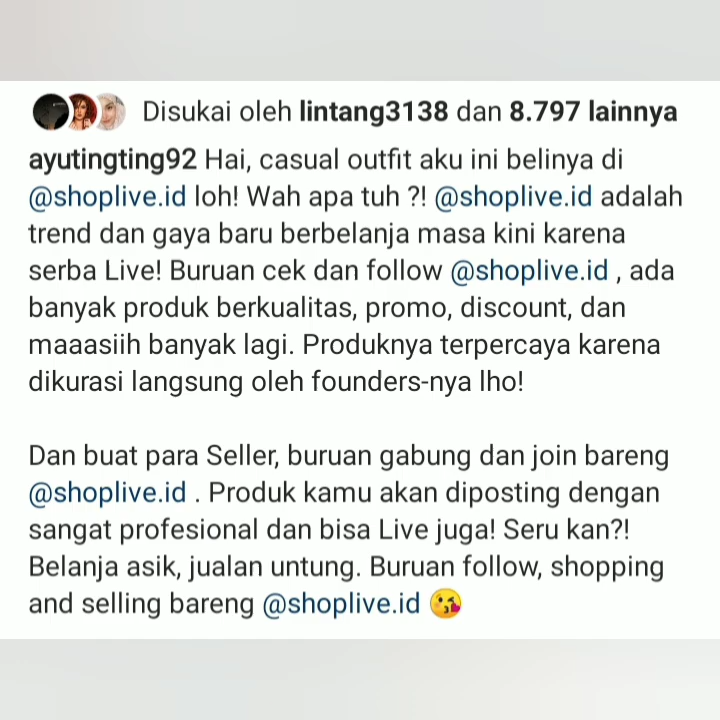 Disukai oleh lintang3138 dan 8.797 lainnya
ayutingting92 Hai, casual outfit aku ini belinya di
@shoplive.id loh! Wah apa tuh ?! @shoplive.id adalah
trend dan gaya baru berbelanja masa kini karena
serba Live! Buruan cek dan follow @shoplive.id , ada
banyak produk berkualitas, promo, discount, dan
maaasiih banyak lagi. Produknya terpercaya karena
dikurasi langsung oleh founders-nya lho!
Dan buat para Seller, buruan gabung dan join bareng
@shoplive.id . Produk kamu akan diposting dengan
sangat profesional dan bisa Live juga! Seru kan?!
Belanja asik, jualan untung. Buruan follow, shopping
and selling bareng @shoplive.id 😘